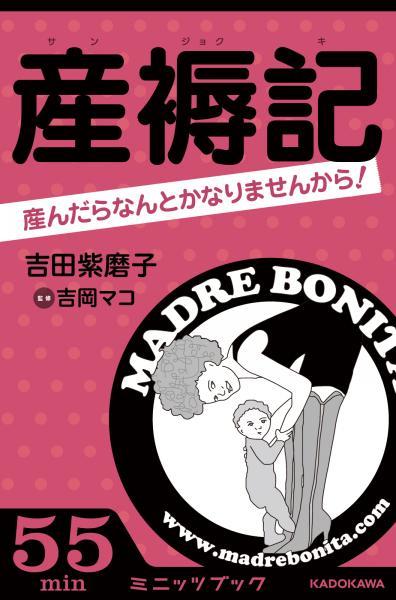 サン ジョク キ
産褥記
産んだらなんとかなりませんから!
吉田紫磨子
監修 吉岡マコ
MADRE BONITA
www.madrebonita.com
55
min
ミニッツブック
KADOKAWA